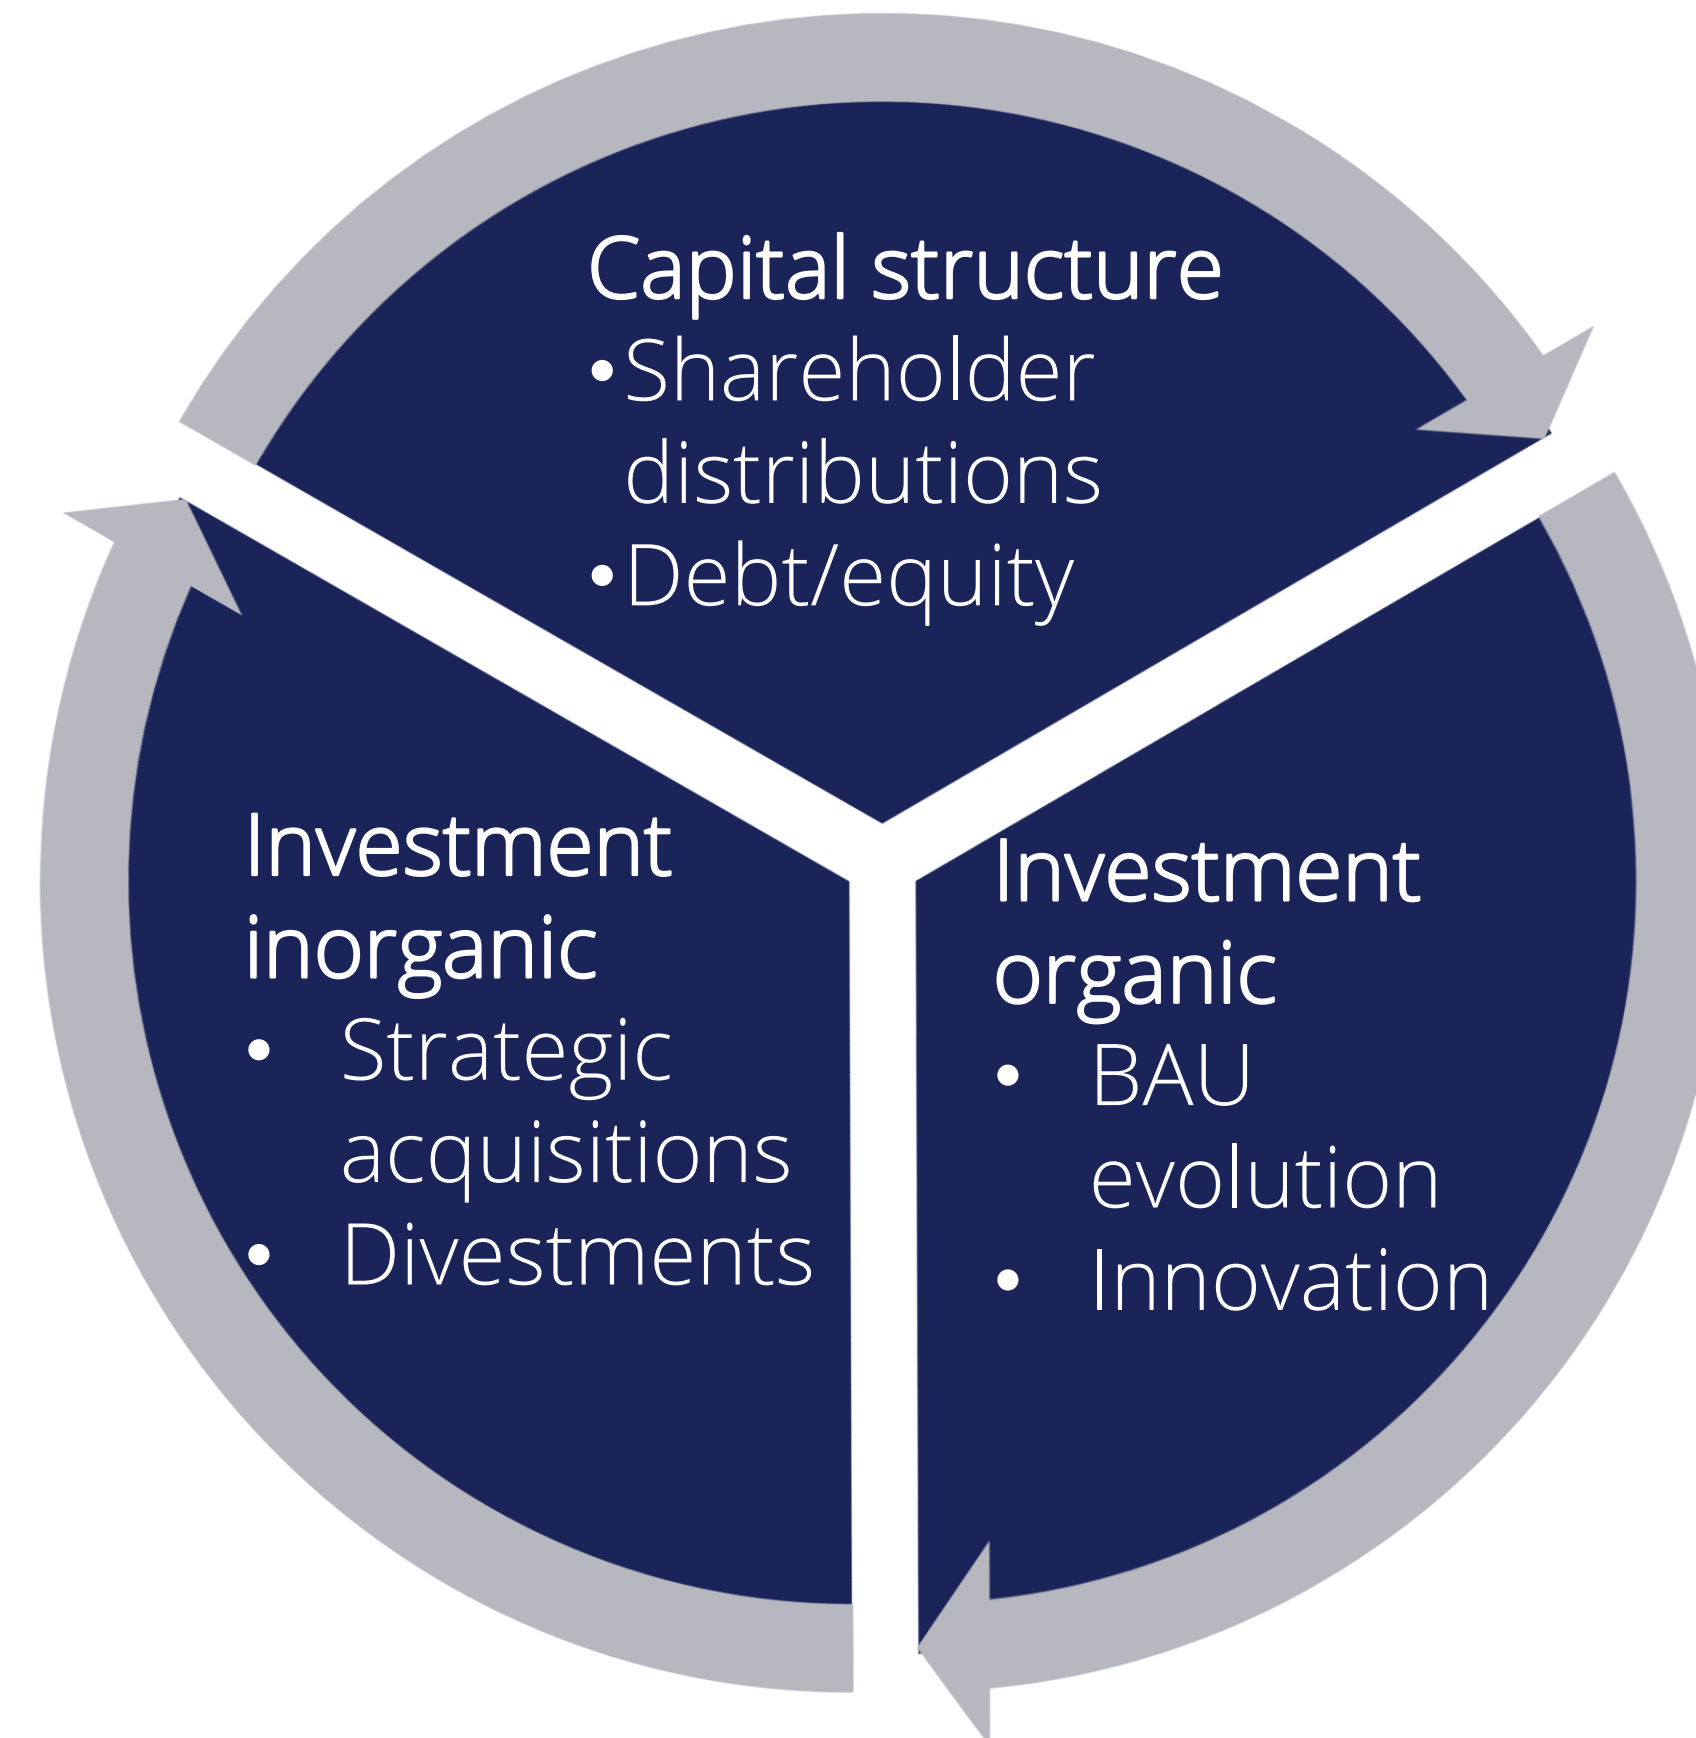 Capital structure
•Shareholder
distributions
•Debt/equity
Investment
inorganic
• Strategic
acquisitions
• Divestments
Investment
organic
• BAU
evolution
• Innovation